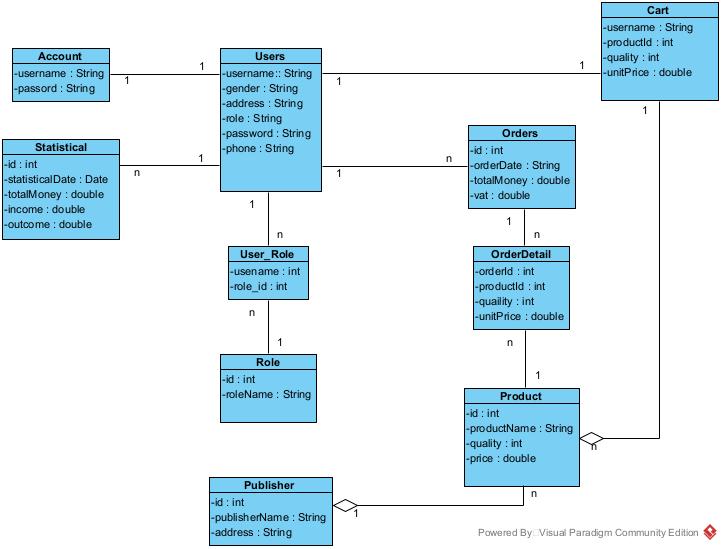 Cart
-username : String
-productId : int
-quality : int
-unitPrice : double
Account
-username : String
-passord : String
Users
-username:: String
-gender : String
-address : String
-role : String
-password : String
-phone : String
1
1
1
1
1
Statistical
-id : int
-statisticalDate : Date
-totalMoney : double
-income : double
-outcome : double
n
1
1
n
Orders
-id : int
-orderDate : String
-totalMoney : double
-vat : double
1
n
1
n
User_Role
-usename : int
-role_id : int
OrderDetail
-orderId : int
-productId : int
-quaility : int
-unitPrice : double
n
1
n
1
Role
-id : int
-roleName : String
Product
-id : int
-productName : String
-quality : int
-price : double
n
n
1
Publisher
-id : int
-publisherName : String
-address : String
Powered By Visual Paradigm Community Edition